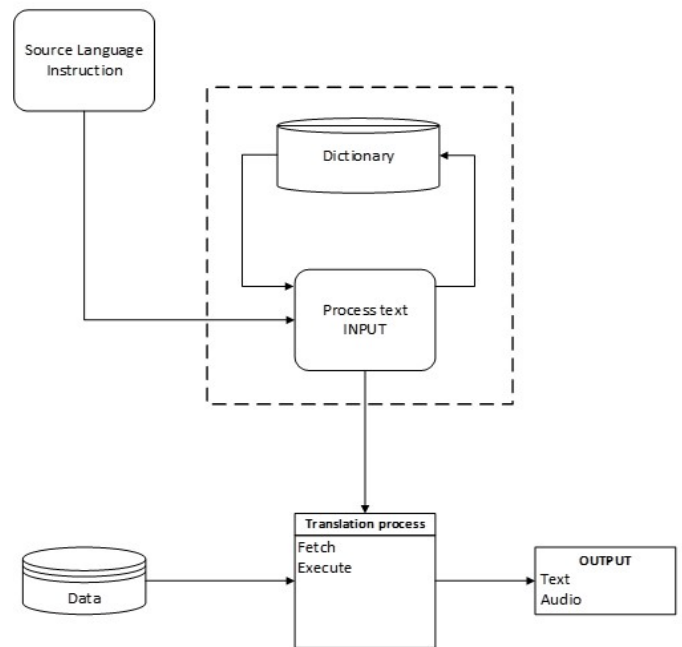 Source Language
Instruction
Dictionary
Process text
INPUT
Translation process
Fetch
Execute
Data
OUTPUT
Text
Audio